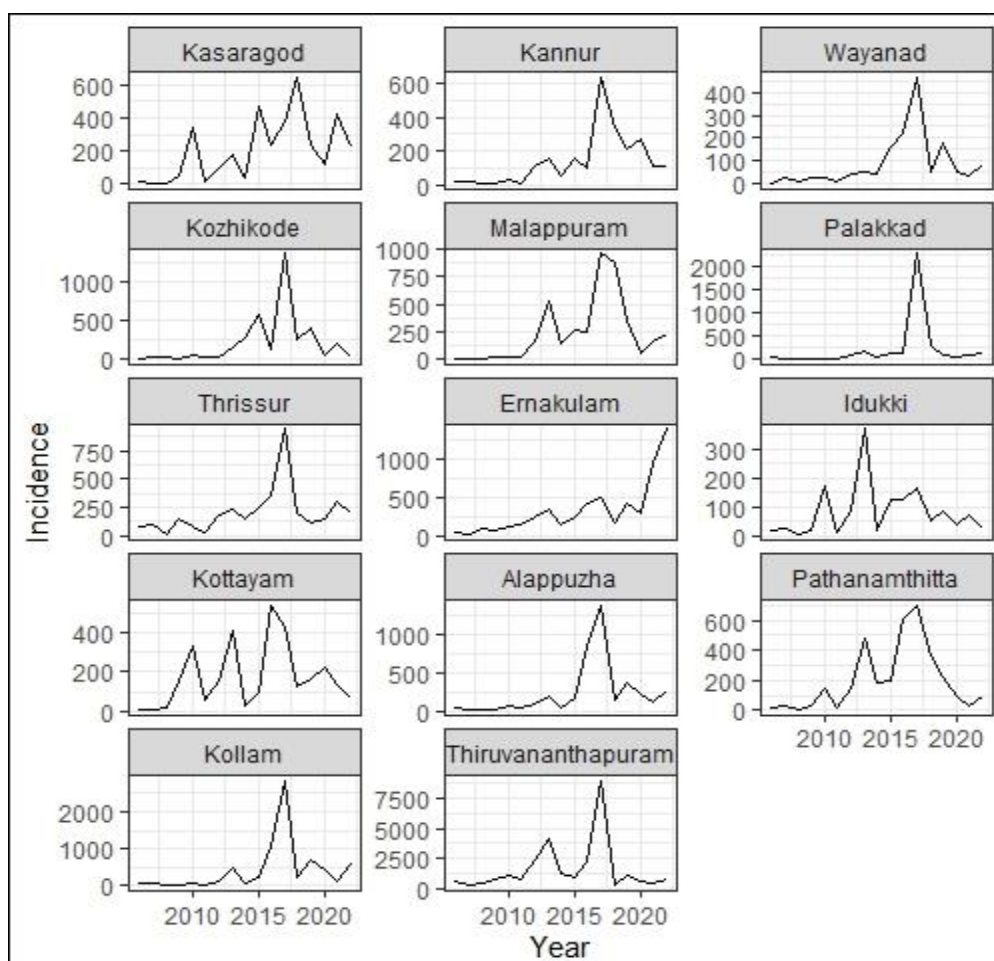 Kasaragod Kannur Wayanad
600 600 400
400 400 300
200 200 200
0 0 100
0
Kozhikode Malappuram Palakkad
1000 1000 2000
500 750 1500
0 500 1000
250 500
0 0
Thrissur Ernakulam Idukki
750 1000 300
500 500 200
250 0 100
0 0
Kottayam Alappuzha Pathanamthitta
400 1000 600
200 500 400
0 0 200
0
2010 2015 2020
Kollam Thiruvananthapuram
2000 7500
1000 5000
0 2500
0
2010 2015 2020 2010 2015 2020
Incidence
Year